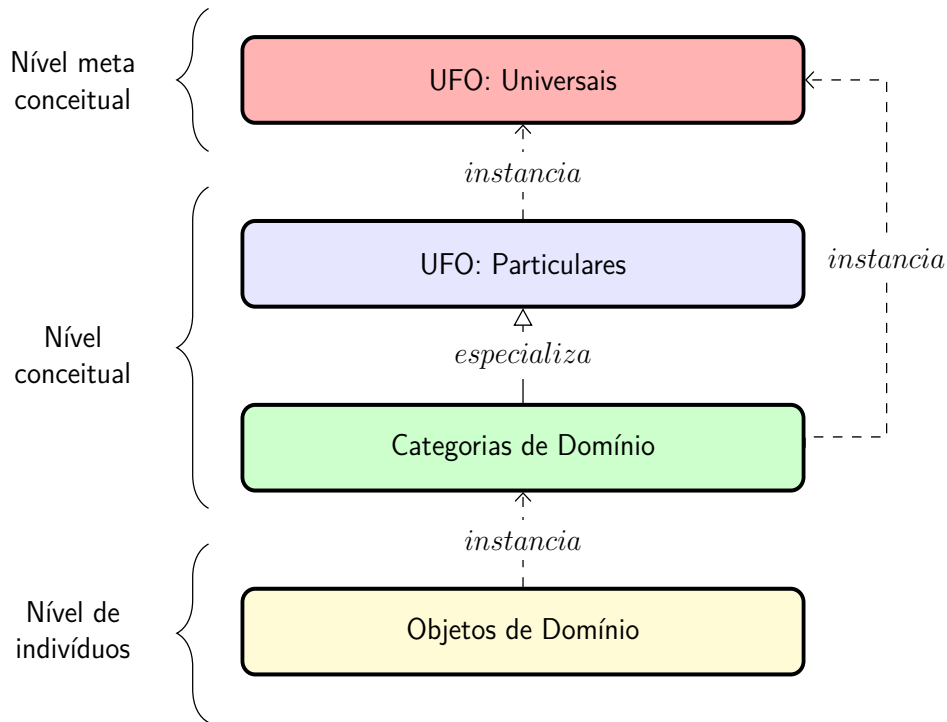 Nível meta
conceitual
UFO: Universais
instancia
UFO: Particulares
instancia
Nível
conceitual
especializa
Categorias de Domínio
instancia
Nível de
indivíduos
Objetos de Domínio